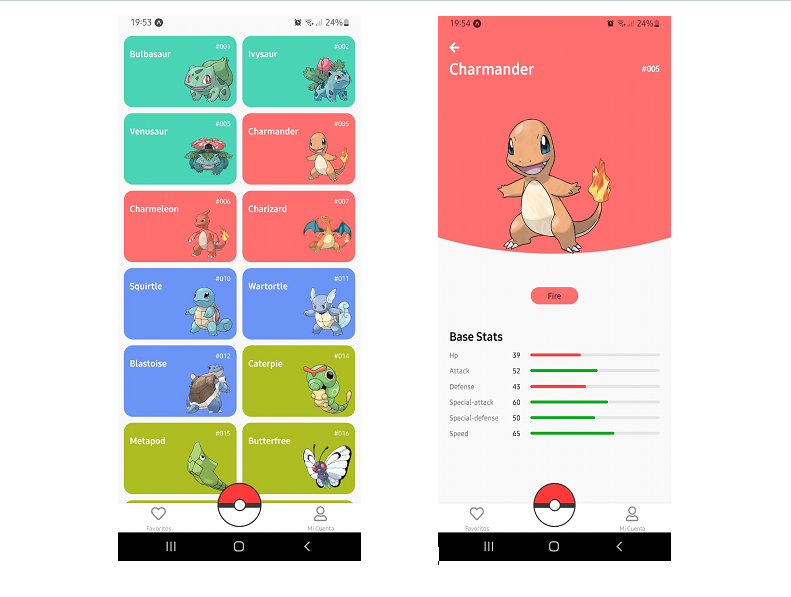 19:53
24%
#001
Bulbasaur
#002
Ivysaur
#003
Venusaur
#005
Charmander
#006
Charmeleon
#007
Charizard
#010
Squirtle
#011
Wartortle
#012
Blastoise
#014
Caterpie
#015
Metapod
#016
Butterfree
Favoritos
Mi Cuenta
19:54
24%
Charmander
#005
Fire
Base Stats
Hp 39
Attack 52
Defense 43
Special-attack 60
Special-defense 50
Speed 65
Favoritos
Mi Cuenta